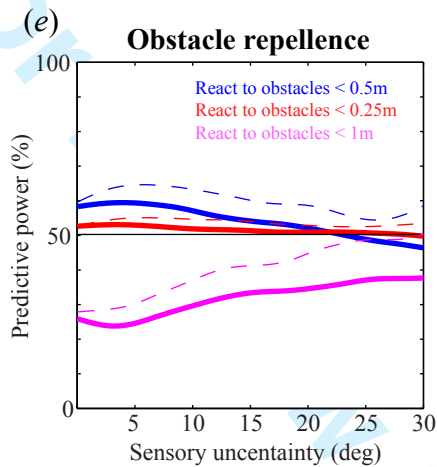 (e)
Obstacle repellence
100
React to obstacles < 0.5m
React to obstacles < 0.25m
React to obstacles < 1m
Predictive power (%)
50
0
5
10
15
20
25
30
Sensory uncentainty (deg)